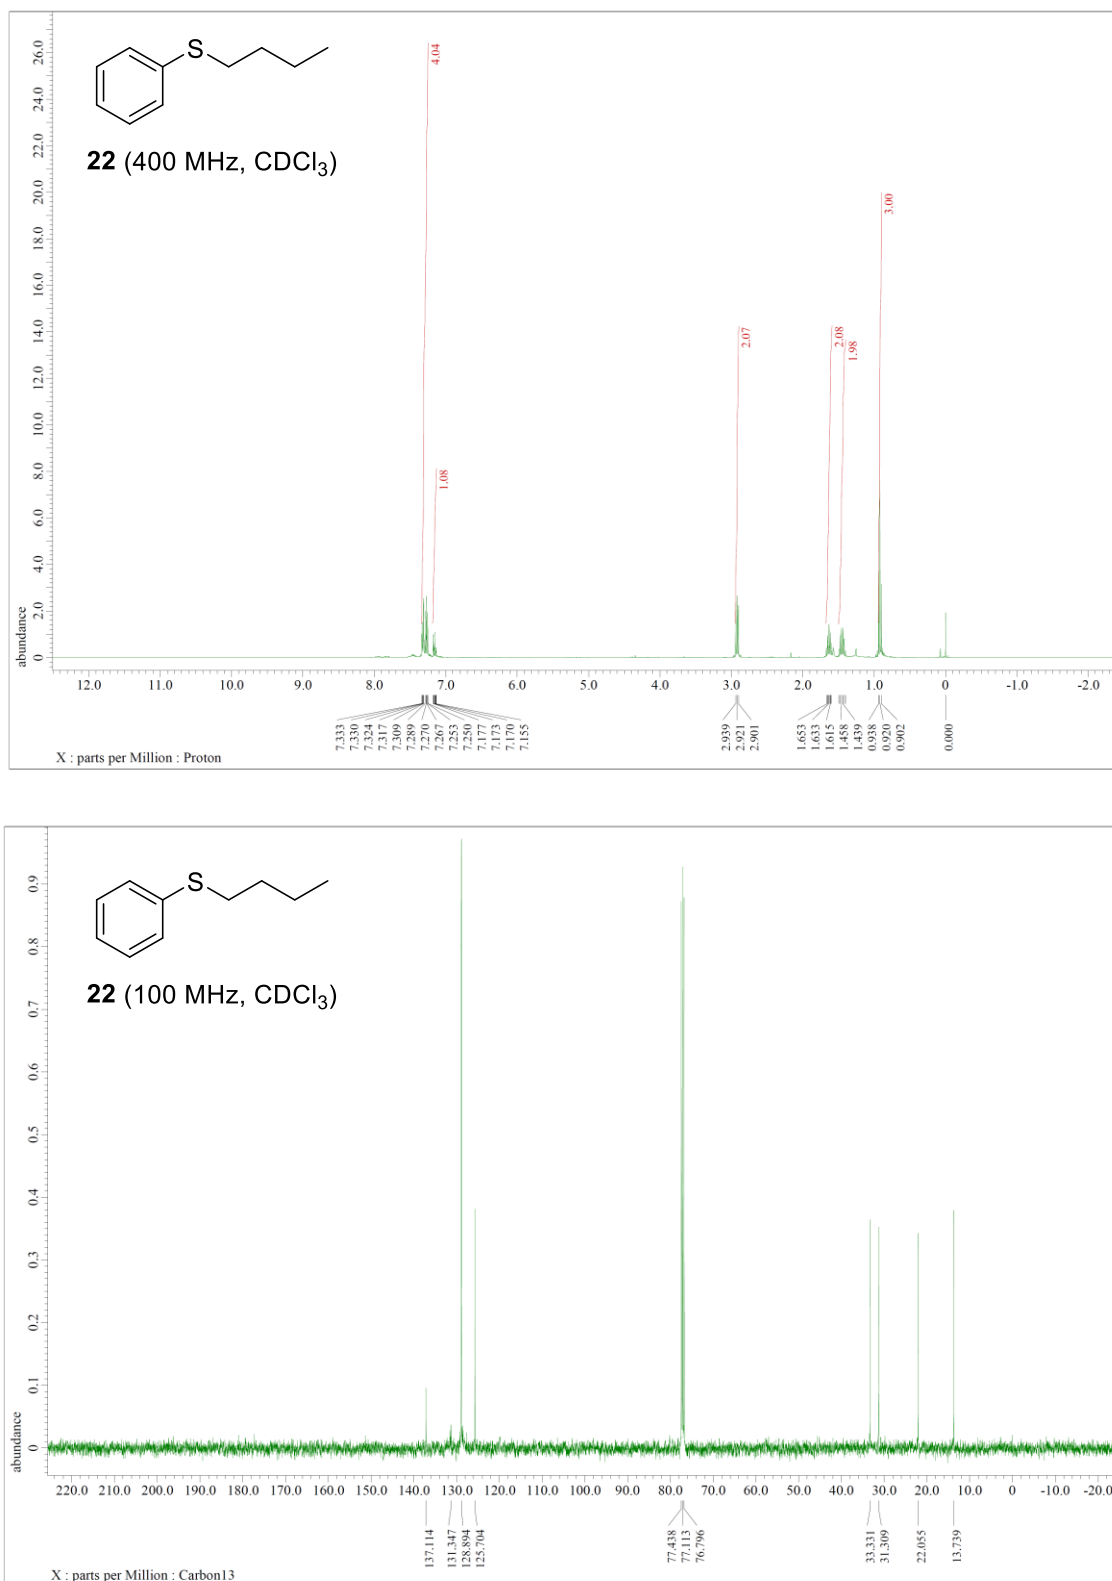 26.0
24.0
22.0
20.0
18.0
16.0
14.0
12.0
10.0
8.0
6.0
4.0
2.0
0
abundance
S
22 (400 MHz, CDCl3)
4.04
1.08
2.07
2.08
1.98
3.00
12.0 11.0 10.0 9.0 8.0 7.0 6.0 5.0 4.0 3.0 2.0 1.0 0 -1.0 -2.0
7.333 7.330 7.324 7.317 7.309 7.289 7.270 7.267 7.253 7.250 7.177 7.173 7.170 7.155 2.939 2.921 2.901 1.653 1.633 1.615 1.458 1.439 0.938 0.920 0.902 0.000
X : parts per Million : Proton
0.9
0.8
0.7
0.6
0.5
0.4
0.3
0.2
0.1
0
abundance
S
22 (100 MHz, CDCl3)
220.0 210.0 200.0 190.0 180.0 170.0 160.0 150.0 140.0 130.0 120.0 110.0 100.0 90.0 80.0 70.0 60.0 50.0 40.0 30.0 20.0 10.0 0 -10.0 -20.0
137.114 131.347 128.894 125.704 77.438 77.113 76.796 33.331 31.309 22.055 13.739
X : parts per Million : Carbon13